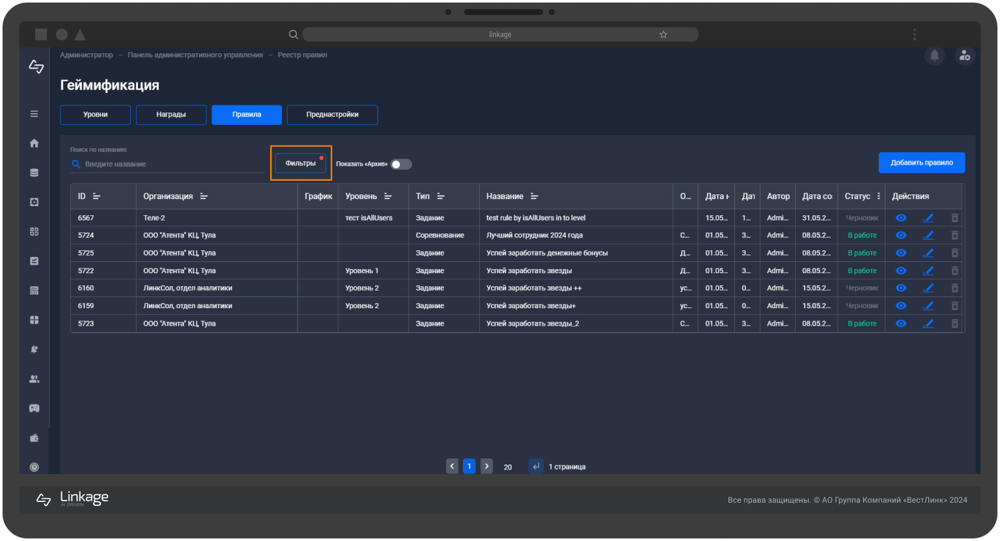 linkage
Администратор – Панель административного управления – Реестр правил
Геймификация
Уровни Награды Правила Преднастройки
Поиск по названию
Введите название Фильтры Показать «Архив» Добавить правило
ID Организация График Уровень Тип Название О... Дата н Дат Автор Дата со Статус Действия
6567 Теле-2 тест isAllUsers Задание test rule by isAllUsers in to level 15.05... 1... Admi... 31.05.2... Черновик
5724 ООО "Атента" КЦ, Тула Соревнование Лучший сотрудник 2024 года С... 01.05... 3... Admi... 08.05.2... В работе
5725 ООО "Атента" КЦ, Тула Задание Успей заработать денежные бонусы Д... 01.05... 3... Admi... 08.05.2... В работе
5722 ООО "Атента" КЦ, Тула Уровень 1 Задание Успей заработать звезды Д... 01.05... 3... Admi... 08.05.2... В работе
6160 ЛинкСол, отдел аналитики Уровень 2 Задание Успей заработать звезды ++ ус... 01.05... 0... Admi... 15.05.2... Черновик
6159 ЛинкСол, отдел аналитики Уровень 2 Задание Успей заработать звезды+ ус... 01.05... 0... Admi... 15.05.2... Черновик
5723 ООО "Атента" КЦ, Тула Задание Успей заработать звезды_2 С... 01.05... 3... Admi... 08.05.2... В работе
1 20 1 страница
Linkage
AI DRIVEN
Все права защищены. © АО Группа Компаний «ВестЛинк» 2024